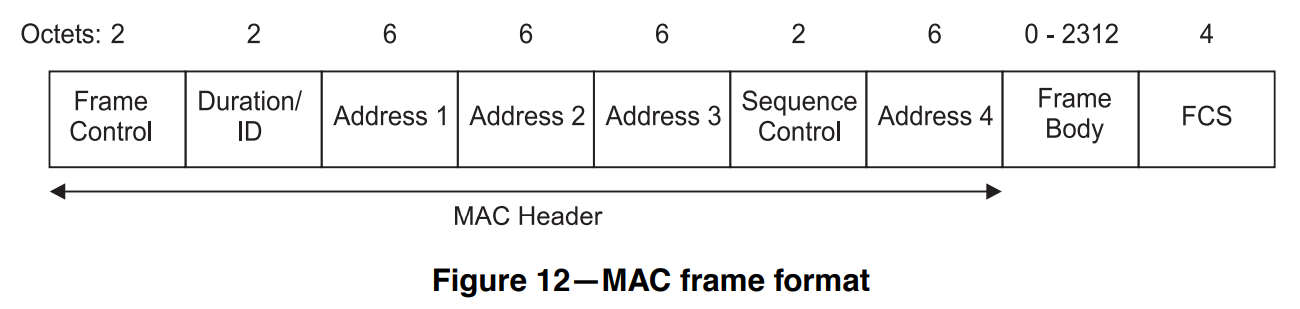 Octets: 2 2 6 6 6 2 6 0 - 2312 4
Frame Control
Duration/ ID
Address 1
Address 2
Address 3
Sequence Control
Address 4
Frame Body
FCS
MAC Header
Figure 12—MAC frame format